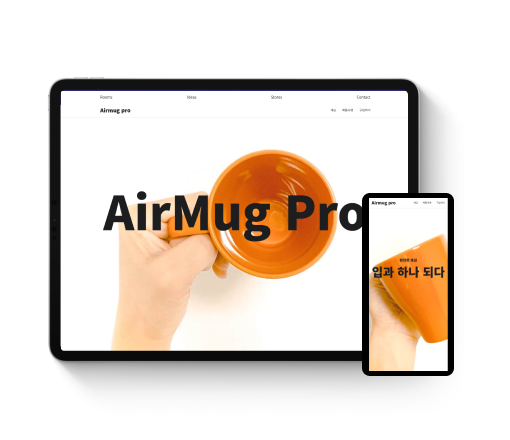 Rooms
Ideas
Stores
Contact
Airmug pro
AirMug Pro
Airmug pro
입과 하나 되다